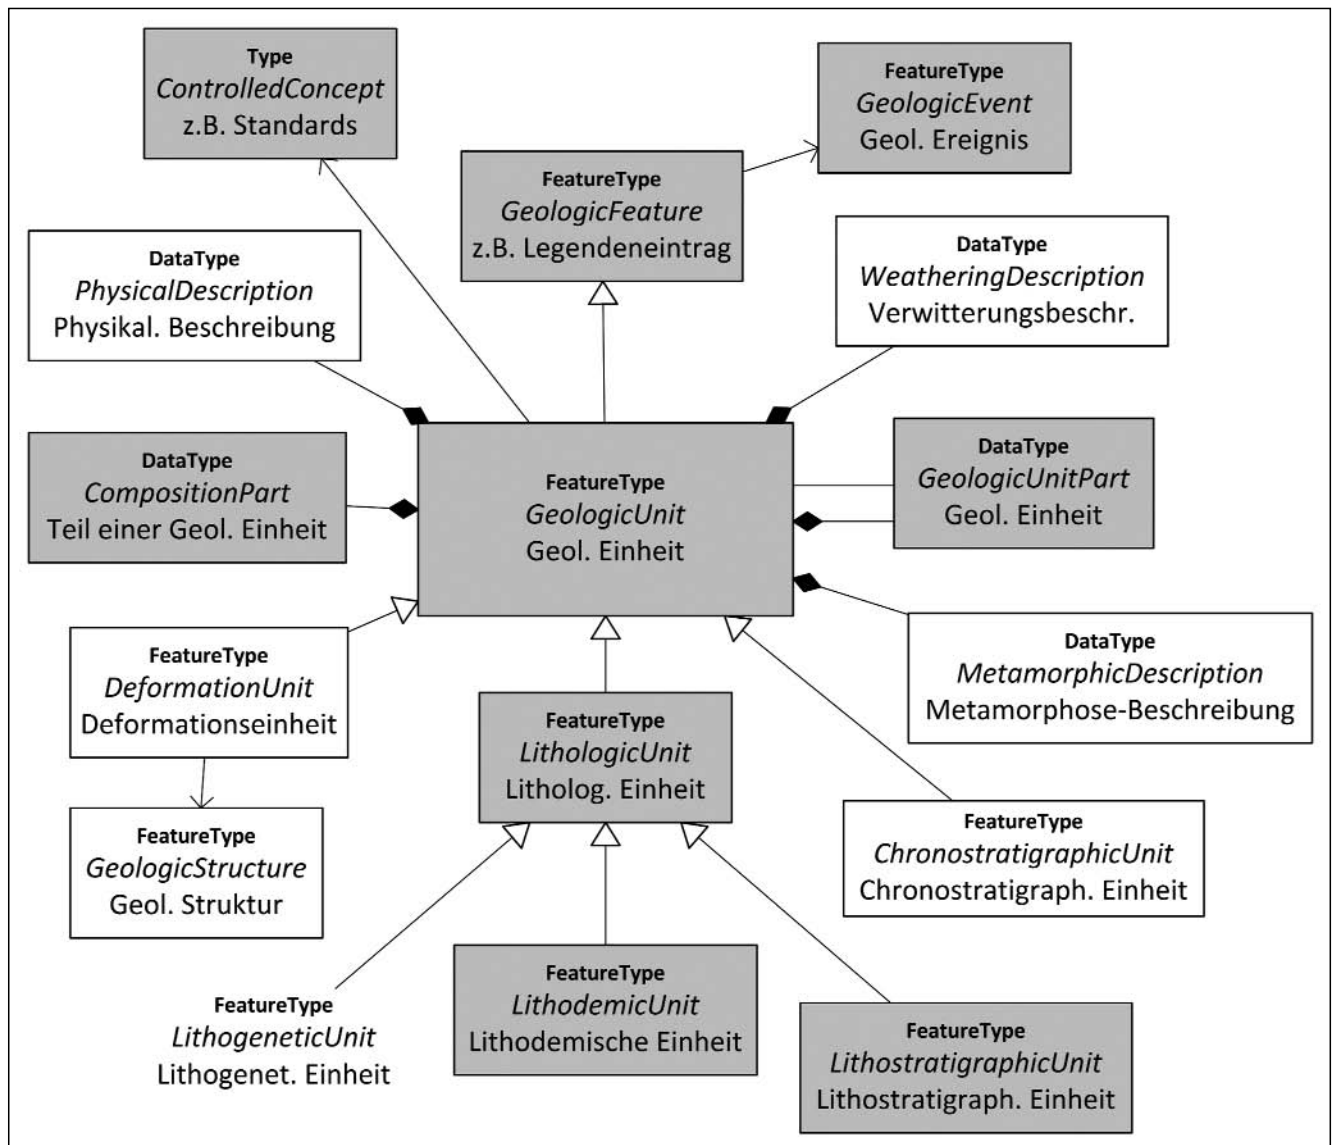 Type
ControlledConcept
z.B. Standards
FeatureType
GeologicEvent
Geol. Ereignis
FeatureType
GeologicFeature
z.B. Legendeneintrag
DataType
PhysicalDescription
Physikal. Beschreibung
DataType
WeatheringDescription
Verwitterungsbeschr.
DataType
CompositionPart
Teil einer Geol. Einheit
FeatureType
GeologicUnit
Geol. Einheit
DataType
GeologicUnitPart
Geol. Einheit
FeatureType
DeformationUnit
Deformationseinheit
DataType
MetamorphicDescription
Metamorphose-Beschreibung
FeatureType
LithologicUnit
Litholog. Einheit
FeatureType
GeologicStructure
Geol. Struktur
FeatureType
ChronostratigraphicUnit
Chronostratigraph. Einheit
FeatureType
LithogeneticUnit
Lithogenet. Einheit
FeatureType
LithodemicUnit
Lithodemische Einheit
FeatureType
LithostratigraphicUnit
Lithostratigraph. Einheit